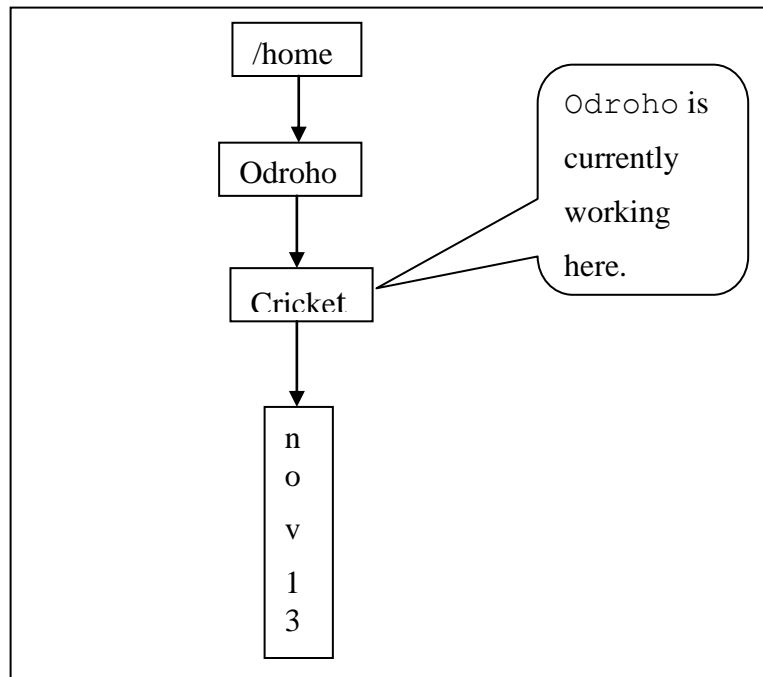 /home
Odroho
Cricket
n
o
v
1
3
Odroho is
currently
working
here.